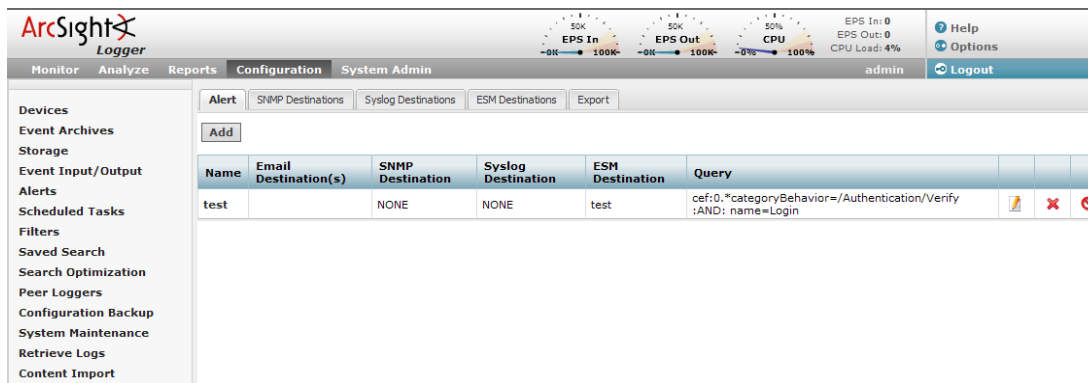 ArcSight
Logger
50K
EPS In
-0K 100K-
50K
EPS Out
-0K 100K-
50%
CPU
-0% 100%
EPS In: 0
EPS Out: 0
CPU Load: 4%
Help
Options
Monitor Analyze Reports Configuration System Admin admin Logout
Devices
Event Archives
Storage
Event Input/Output
Alerts
Scheduled Tasks
Filters
Saved Search
Search Optimization
Peer Loggers
Configuration Backup
System Maintenance
Retrieve Logs
Content Import
Alert SNMP Destinations Syslog Destinations ESM Destinations Export
Add
Name Email Destination(s) SNMP Destination Syslog Destination ESM Destination Query
test NONE NONE test cef:0.*categoryBehavior=/Authentication/Verify
:AND: name=Login